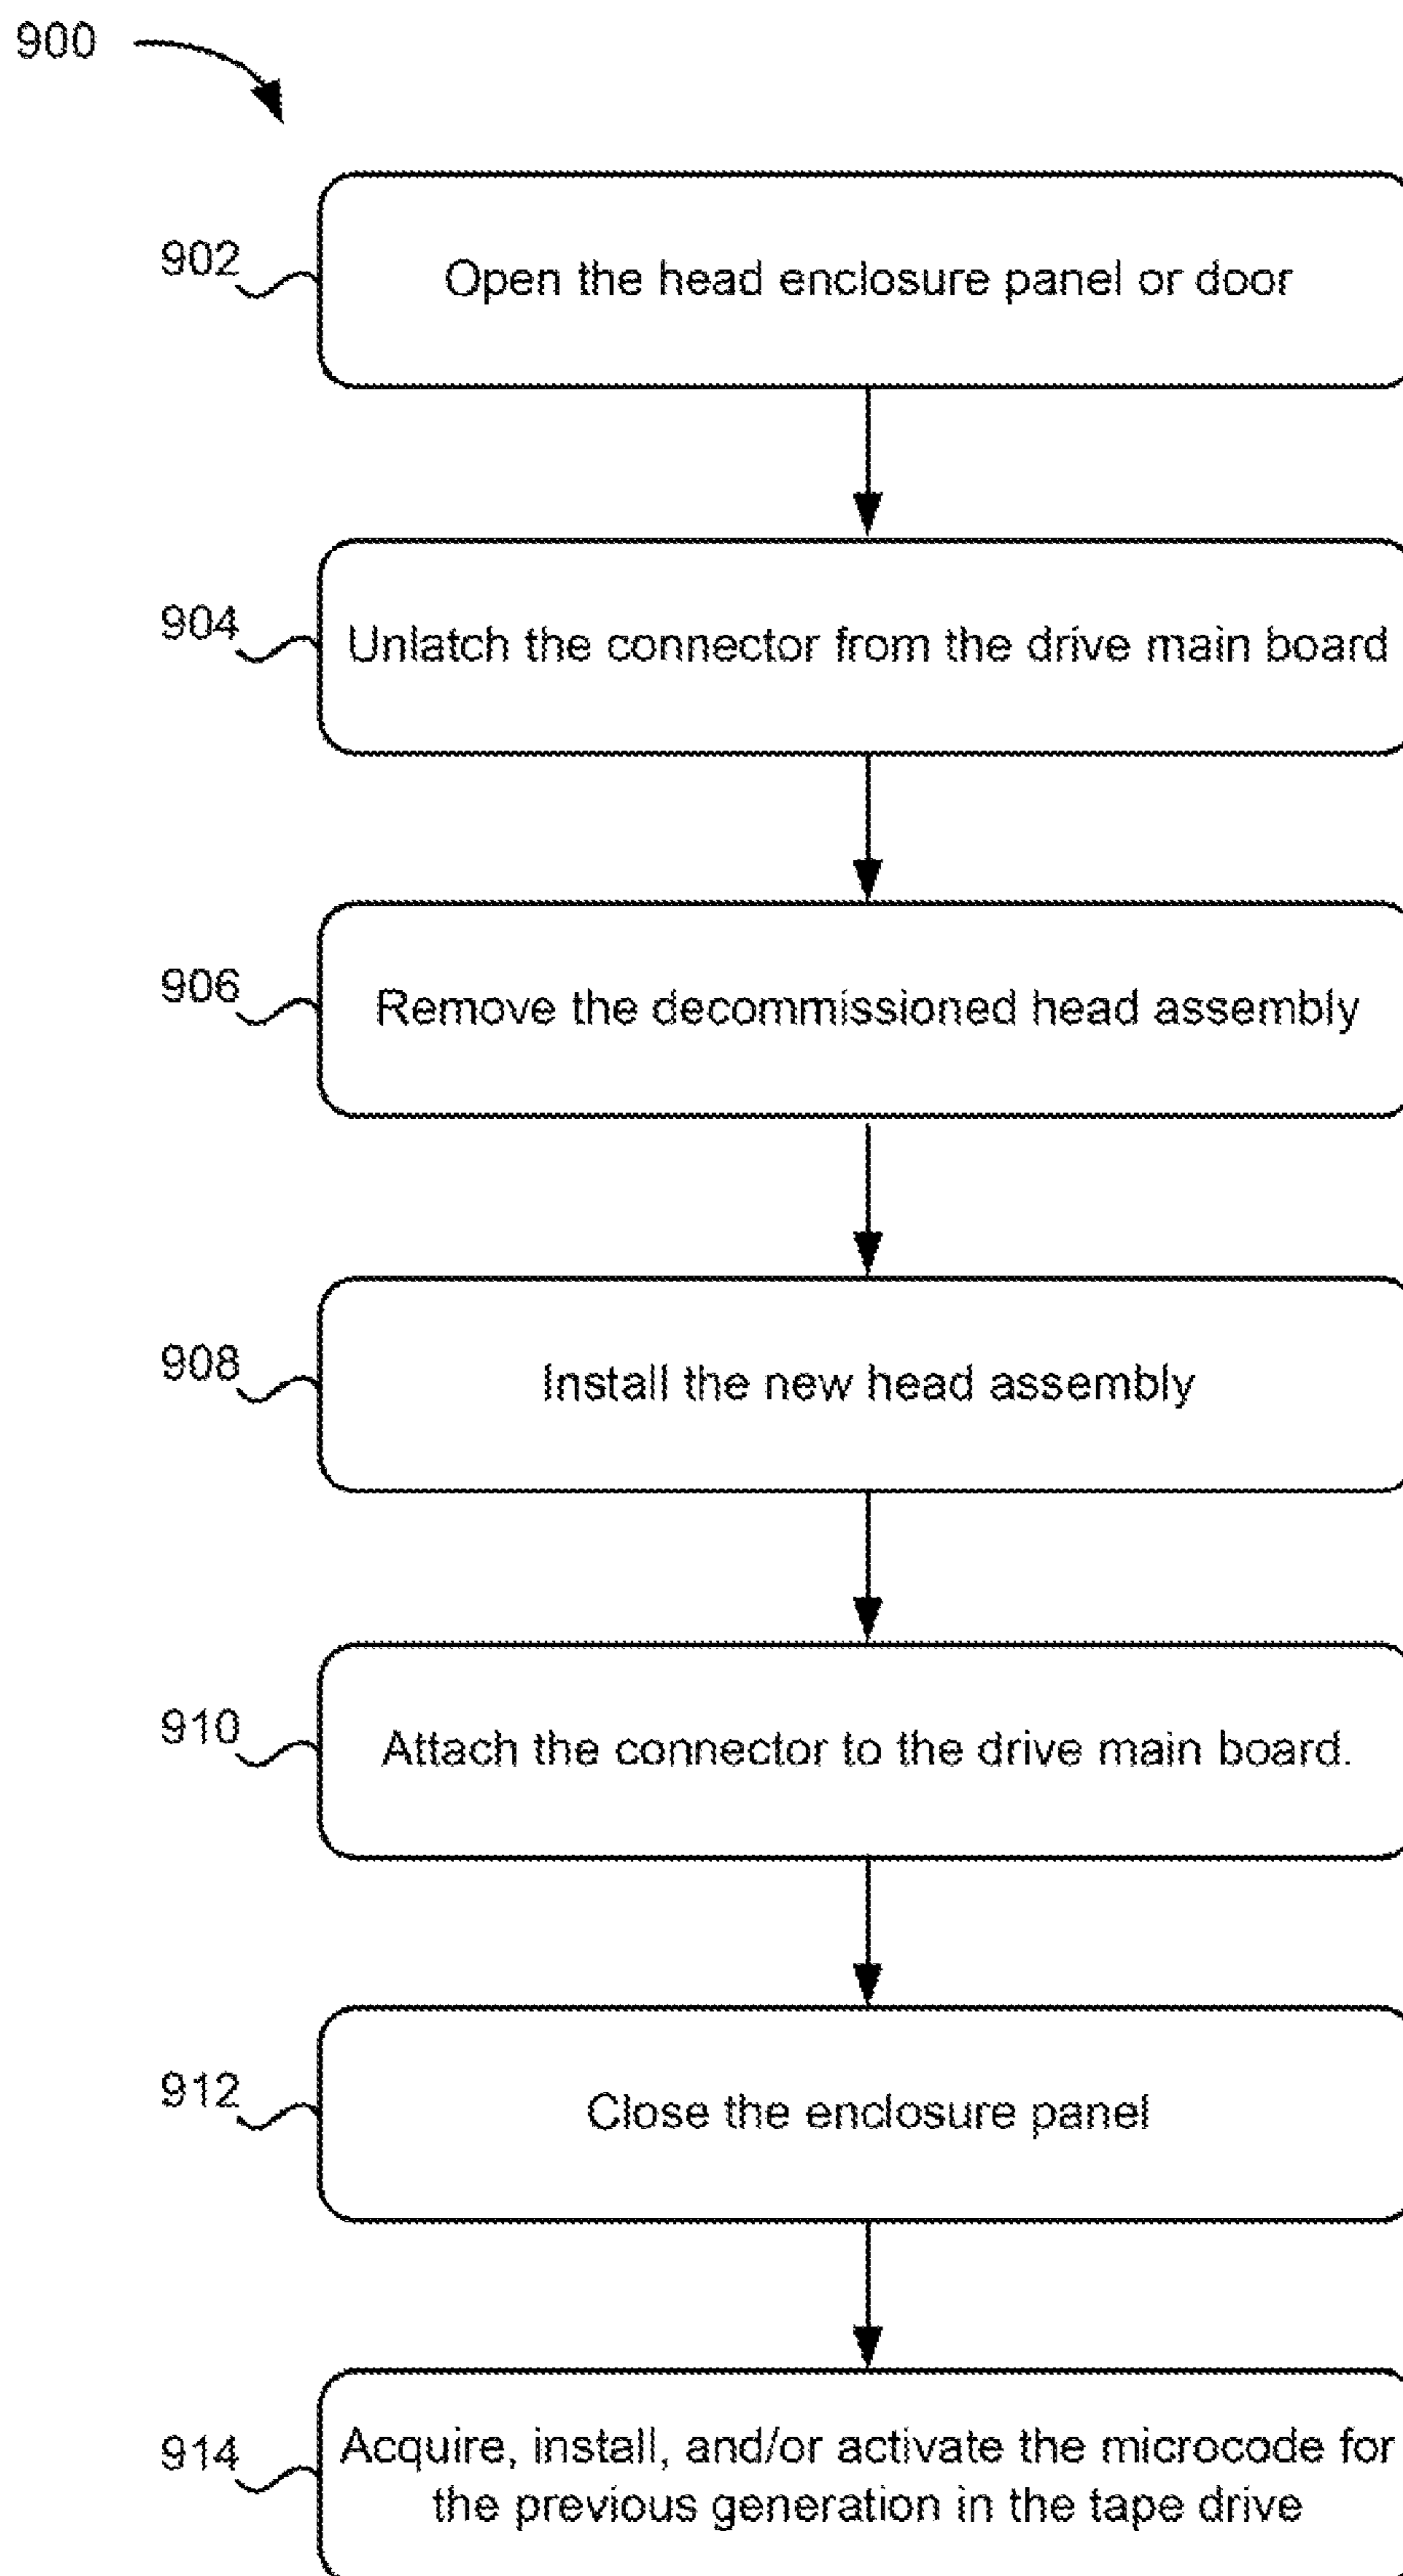 900
902
Open the head enclosure panel or door
904
Unlatch the connector from the drive main board
906
Remove the decommissioned head assembly
908
Install the new head assembly
910
Attach the connector to the drive main board.
912
Close the enclosure panel
914
Acquire, install, and/or activate the microcode for
the previous generation in the tape drive